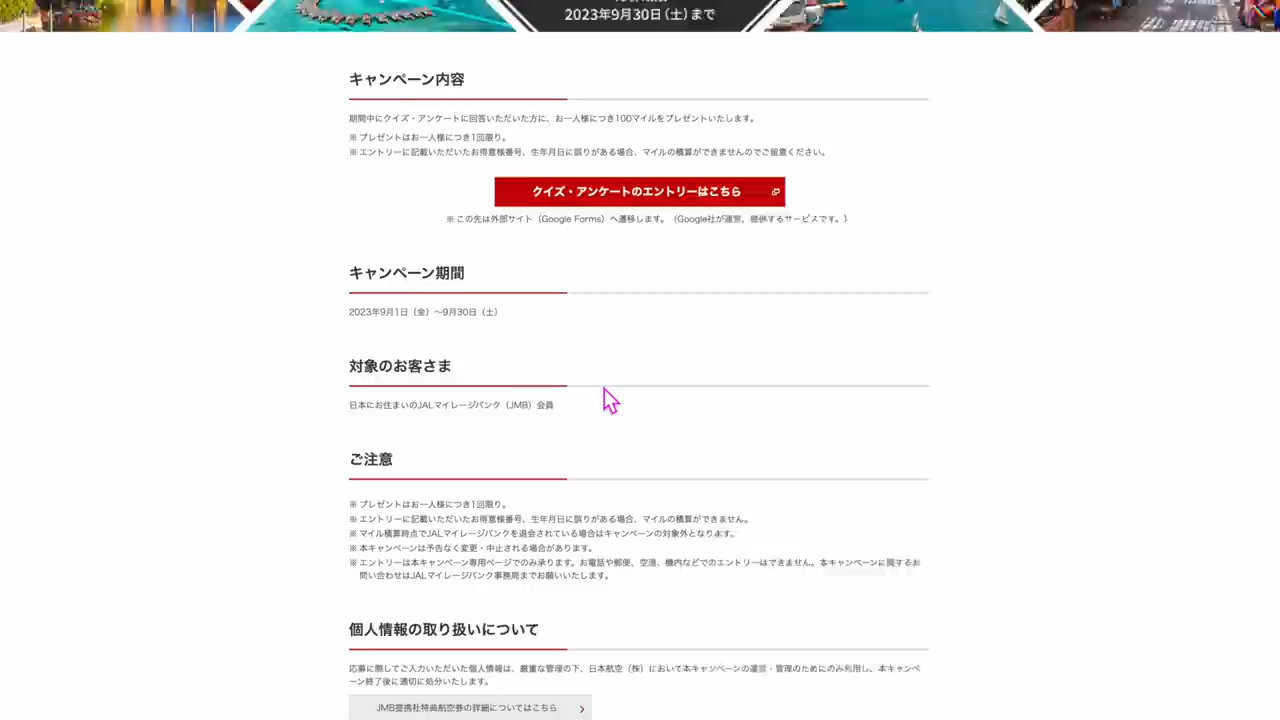 2023年9月30日（土）まで
キャンペーン内容
期間中にクイズ・アンケートに回答いただいた方に、お一人様につき100マイルをプレゼントいたします。
※ プレゼントはお一人様につき1回限り。
※ エントリーに記載いただいたお得意様番号、生年月日に誤りがある場合、マイルの積算ができませんのでご留意ください。
クイズ・アンケートのエントリーはこちら
※ この先は外部サイト（Google Forms）へ遷移します。（Google社が運営、提供するサービスです。）
キャンペーン期間
2023年9月1日（金）～9月30日（土）
対象のお客さま
日本にお住まいのJALマイレージバンク（JMB）会員
ご注意
※ プレゼントはお一人様につき1回限り。
※ エントリーに記載いただいたお得意様番号、生年月日に誤りがある場合、マイルの積算ができません。
※ マイル積算時点でJALマイレージバンクを退会されている場合はキャンペーンの対象外となります。
※ 本キャンペーンは予告なく変更・中止される場合があります。
※ エントリーは本キャンペーン専用ページでのみ承ります。お電話や郵便、空港、機内などでのエントリーはできません。本キャンペーンに関するお
問い合わせはJALマイレージバンク事務局までお願いいたします。
個人情報の取り扱いについて
応募に際してご入力いただいた個人情報は、厳重な管理の下、日本航空（株）において本キャンペーンの運営・管理のためにのみ利用し、本キャンペ
ーン終了後に適切に処分いたします。
JMB提携社特典航空券の詳細についてはこちら